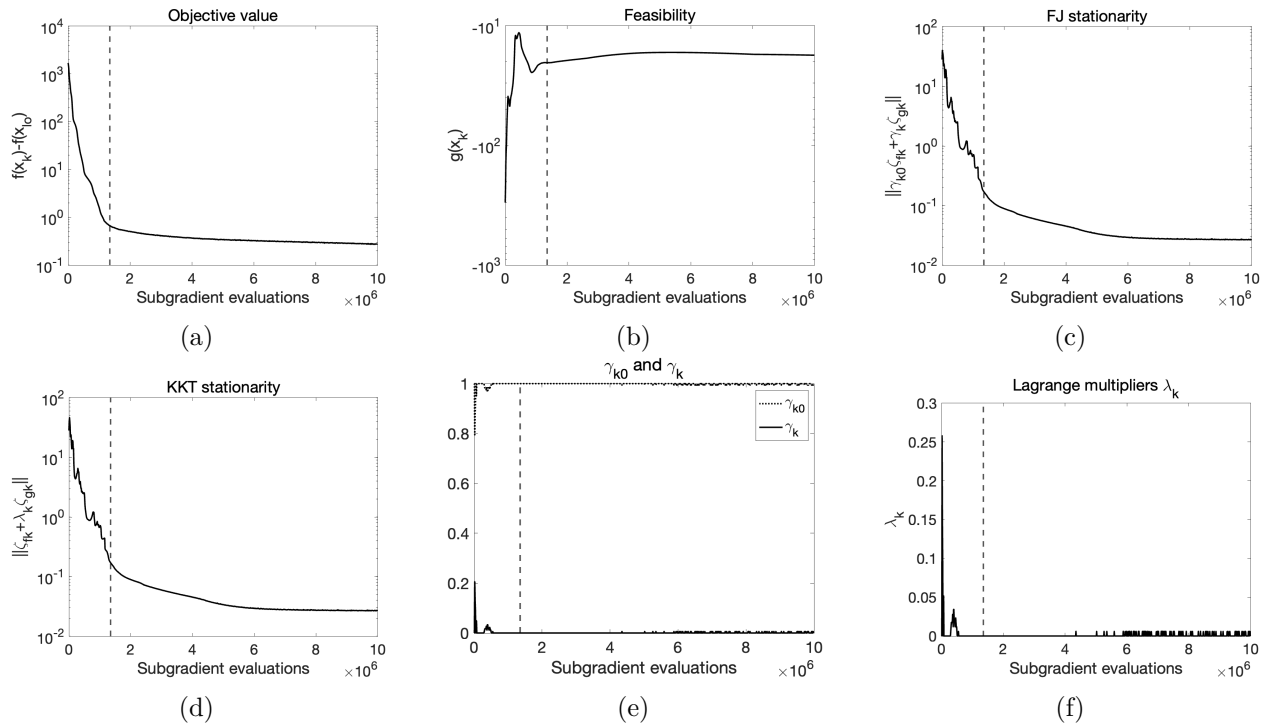 Objective value
10^3
10^2
10^1
10^0
10^-1
f(x_k)-f(x_lo)
0 2 4 6 8 10
Subgradient evaluations ×10^6
(a)
Feasibility
-10^1
-10^2
-10^3
g(x_k)
0 2 4 6 8 10
Subgradient evaluations ×10^6
(b)
FJ stationarity
10^2
10^1
10^0
10^-1
10^-2
||γ_k0ζ_fk+γ_kζ_gk||
0 2 4 6 8 10
Subgradient evaluations ×10^6
(c)
KKT stationarity
10^2
10^1
10^0
10^-1
10^-2
||ζ_fk+λ_kζ_gk||
0 2 4 6 8 10
Subgradient evaluations ×10^6
(d)
γ_k0 and γ_k
1
0.8
0.6
0.4
0.2
0
γ_k0
γ_k
2 4 6 8 10
Subgradient evaluations ×10^6
(e)
Lagrange multipliers λ_k
0.3
0.25
0.2
0.15
0.1
0.05
0
λ_k
0 2 4 6 8 10
Subgradient evaluations ×10^6
(f)